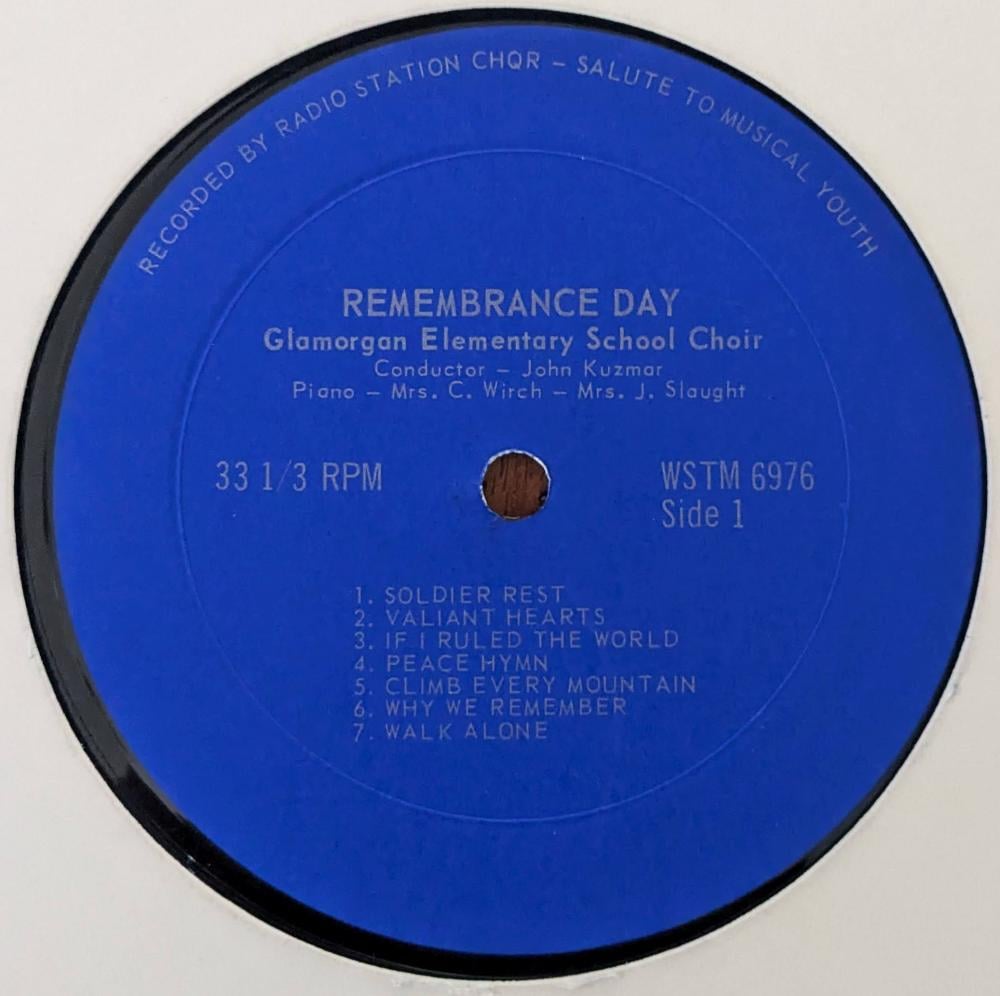 RECORDED BY RADIO STATION CHQR – SALUTE TO MUSICAL YOUTH
REMEMBRANCE DAY
Glamorgan Elementary School Choir
Conductor – John Kuzmar
Piano – Mrs. C. Wirch – Mrs. J. Slaught
33 1/3 RPM
WSTM 6976
Side 1
1. SOLDIER REST
2. VALIANT HEARTS
3. IF I RULED THE WORLD
4. PEACE HYMN
5. CLIMB EVERY MOUNTAIN
6. WHY WE REMEMBER
7. WALK ALONE